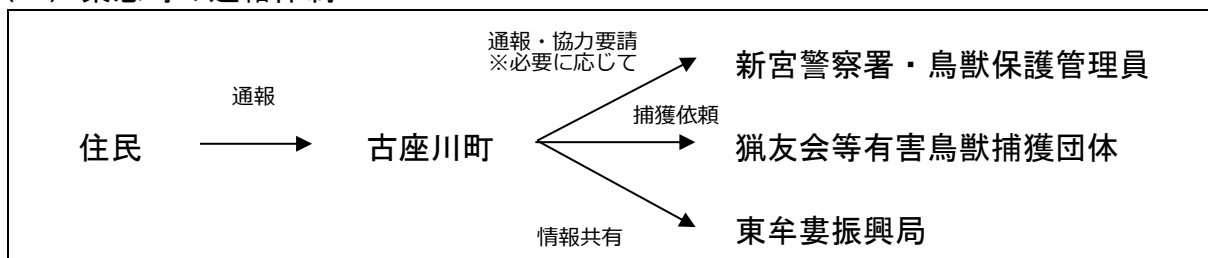 通報・協力要請
※必要に応じて
新宮警察署・鳥獣保護管理員
通報
捕獲依頼
住民
古座川町
猟友会等有害鳥獣捕獲団体
情報共有
東牟婁振興局